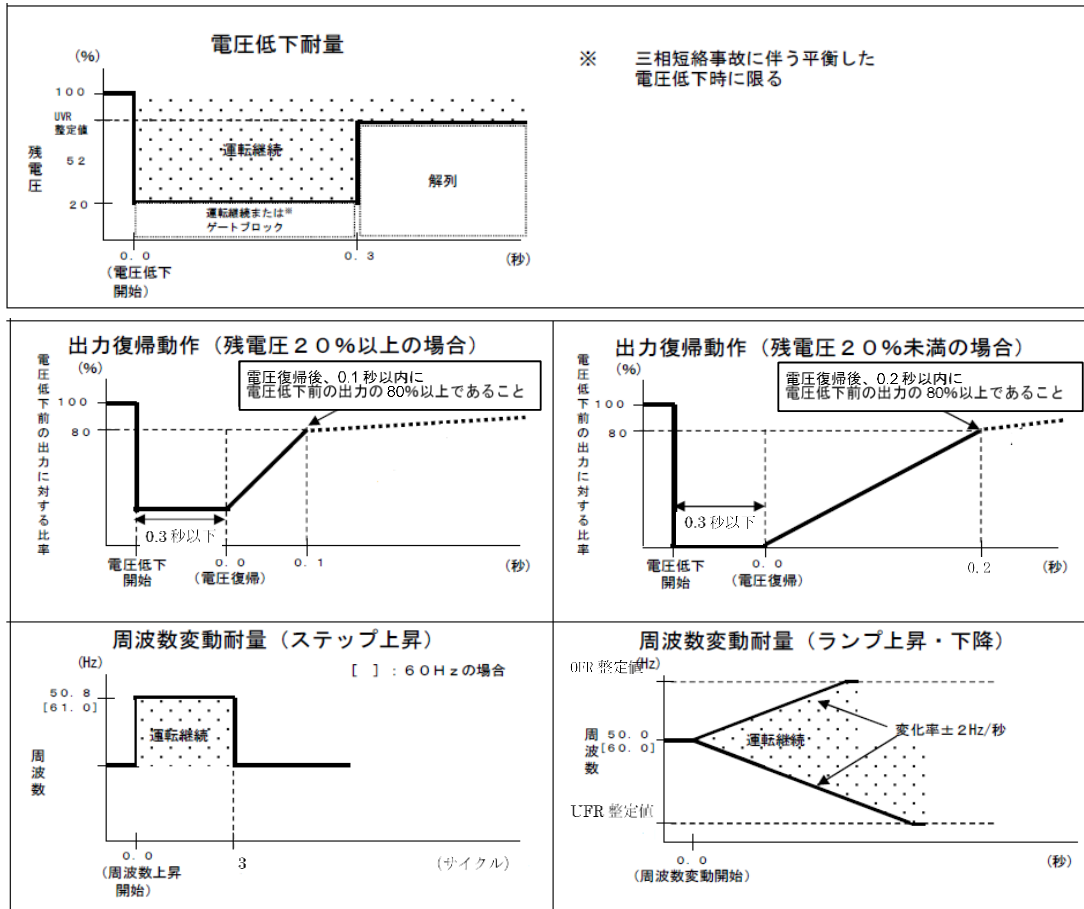 電圧低下耐量
(%)
100
UVR
整定値
残電圧
52
20
運転継続
運転継続または※
ゲートブロック
解列
0.0
(電圧低下
開始)
0.3
(秒)
※ 三相短絡事故に伴う平衡した
電圧低下時に限る
出力復帰動作(残電圧20%以上の場合)
電圧低下前の出力に対する比率
(%)
電圧復帰後、0.1秒以内に
電圧低下前の出力の80%以上であること
100
80
0.3秒以下
電圧低下
開始
0.0
(電圧復帰)
0.1
(秒)
出力復帰動作(残電圧20%未満の場合)
電圧低下前の出力に対する比率
(%)
電圧復帰後、0.2秒以内に
電圧低下前の出力の80%以上であること
100
80
0.3秒以下
電圧低下
開始
0.0
(電圧復帰)
0.2
(秒)
周波数変動耐量(ステップ上昇)
(Hz)
[ ]:60Hzの場合
50.8
[61.0]
運転継続
周波数
0.0
(周波数上昇
開始)
3
(サイクル)
周波数変動耐量(ランプ上昇・下降)
OFR整定値
(Hz)
周波数
50.0
[60.0]
運転継続
変化率±2Hz/秒
UFR整定値
0.0
(周波数変動開始)
(秒)